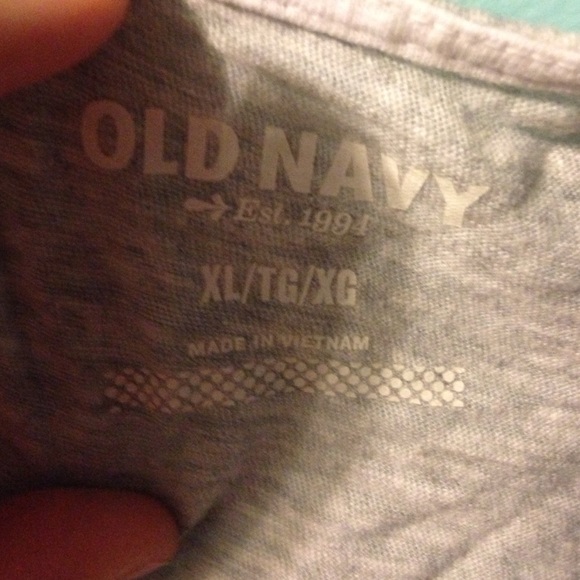 OLD NAVY
Est. 1994
XL/TG/XG
MADE IN VIETNAM